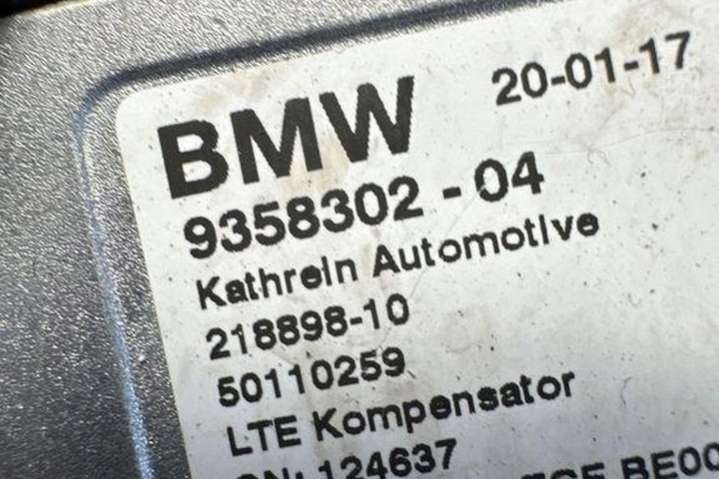 BMW 20-01-17
9358302 - 04
Kathrein Automotive
218898-10
50110259
LTE Kompensator
124637